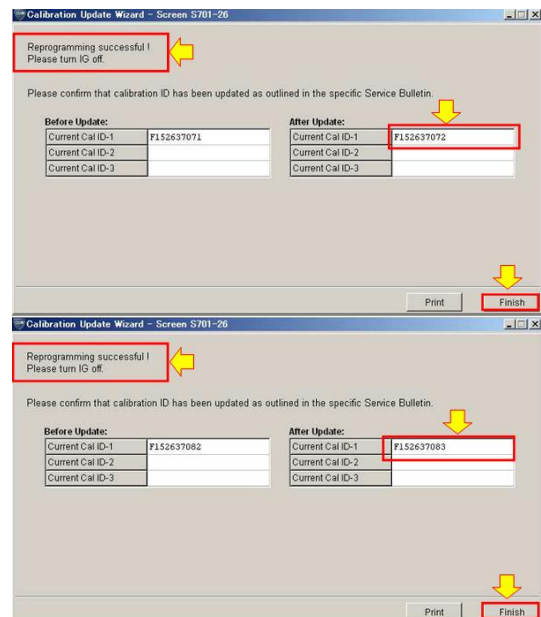 Calibration Update Wizard - Screen S701-26
Reprogramming successful !
Please turn IG off.
Please confirm that calibration ID has been updated as outlined in the specific Service Bulletin.
Before Update:
Current Cal ID-1 F152637071
Current Cal ID-2
Current Cal ID-3
After Update:
Current Cal ID-1 F152637072
Current Cal ID-2
Current Cal ID-3
Print Finish
Calibration Update Wizard - Screen S701-26
Reprogramming successful !
Please turn IG off.
Please confirm that calibration ID has been updated as outlined in the specific Service Bulletin.
Before Update:
Current Cal ID-1 F152637082
Current Cal ID-2
Current Cal ID-3
After Update:
Current Cal ID-1 F152637083
Current Cal ID-2
Current Cal ID-3
Print Finish